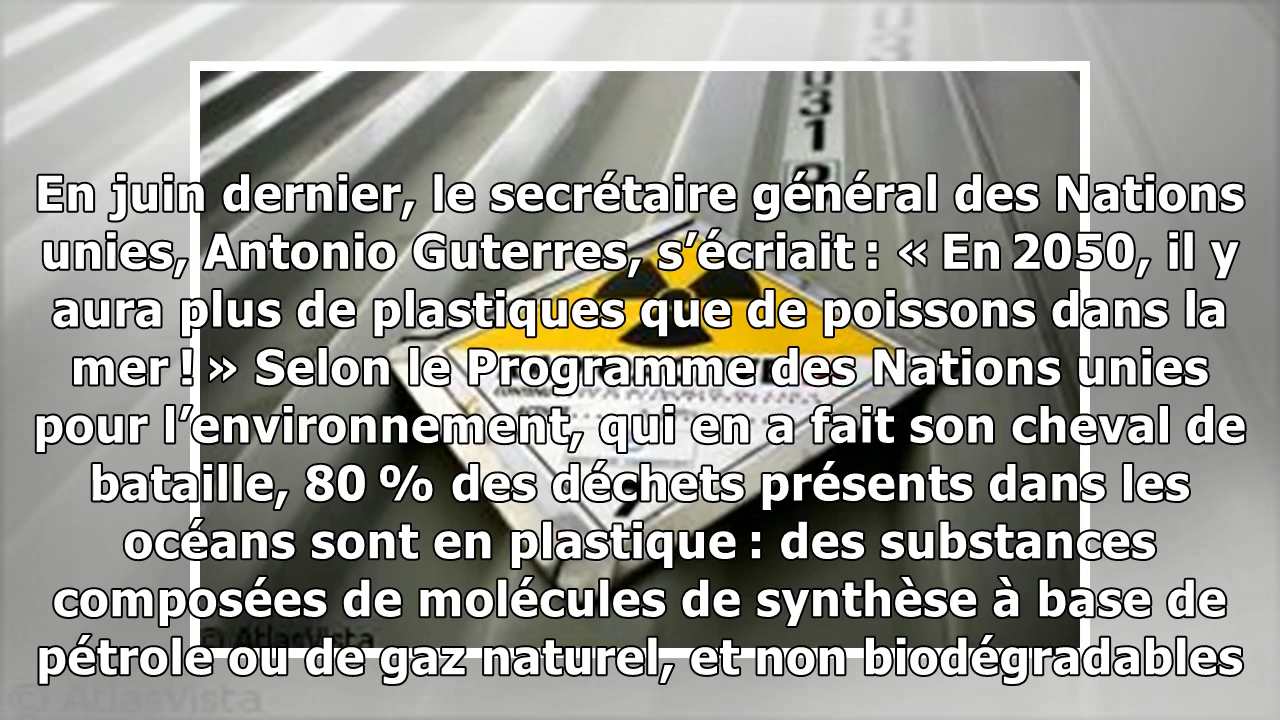 031
En juin dernier, le secrétaire général des Nations
unies, Antonio Guterres, s’écriait : « En 2050, il y
aura plus de plastiques que de poissons dans la
mer ! » Selon le Programme des Nations unies
pour l’environnement, qui en a fait son cheval de
bataille, 80 % des déchets présents dans les
océans sont en plastique : des substances
composées de molécules de synthèse à base de
pétrole ou de gaz naturel, et non biodégradables
© AtlasVista
© AtlasVista